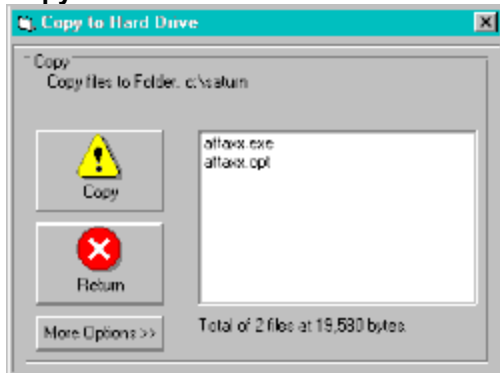 Copy to Hard Drive
Copy
Copy files to Folder. c:\saturn
attaxx.exe
attaxx.opt
Copy
Return
More Options >>
Total of 2 files at 19,580 bytes.